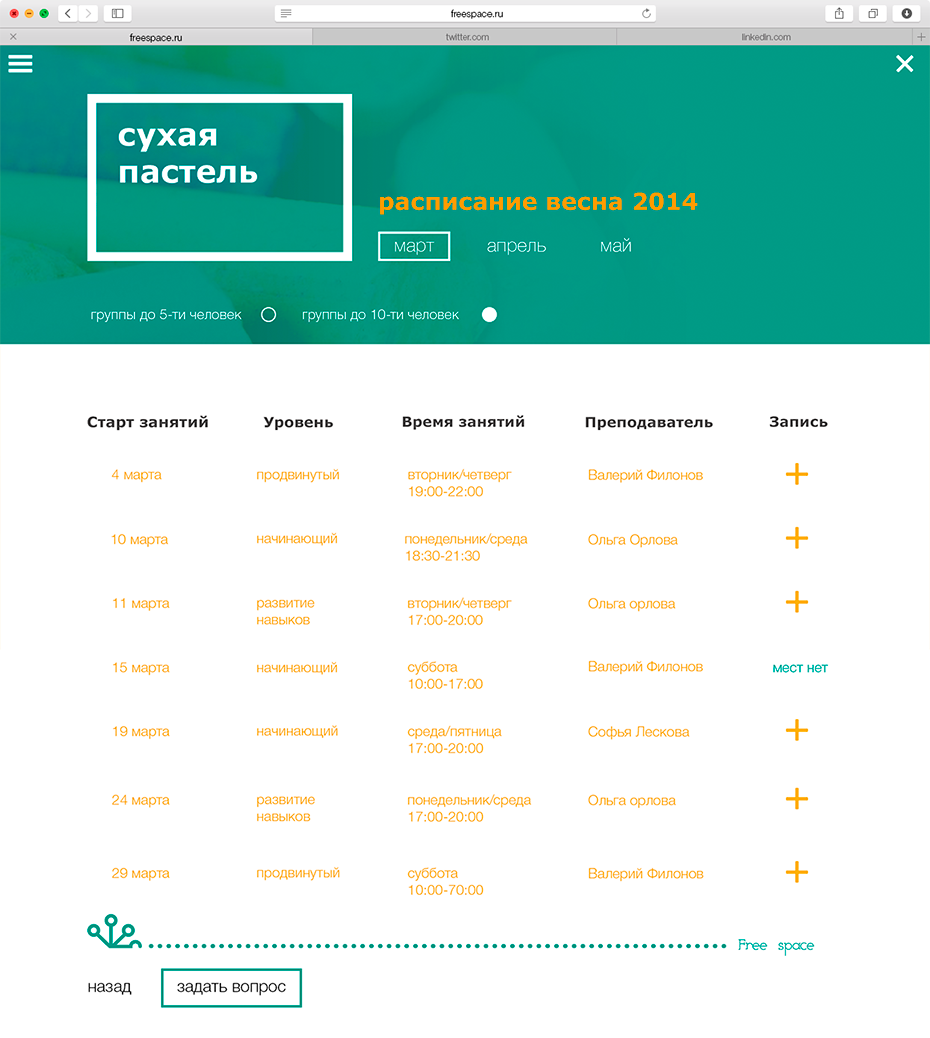 freespace.ru
freespace.ru
twitter.com
linkedin.com
сухая
пастель
расписание весна 2014
март апрель май
группы до 5-ти человек группы до 10-ти человек
Старт занятий Уровень Время занятий Преподаватель Запись
4 марта продвинутый вторник/четверг Валерий Филонов
19:00-22:00
10 марта начинающий понедельник/среда Ольга Орлова
18:30-21:30
11 марта развитие вторник/четверг Ольга орлова
навыков 17:00-20:00
15 марта начинающий суббота Валерий Филонов мест нет
10:00-17:00
19 марта начинающий среда/пятница Софья Лескова
17:00-20:00
24 марта развитие понедельник/среда Ольга орлова
навыков 17:00-20:00
29 марта продвинутый суббота Валерий Филонов
10:00-70:00
Free space
назад задать вопрос